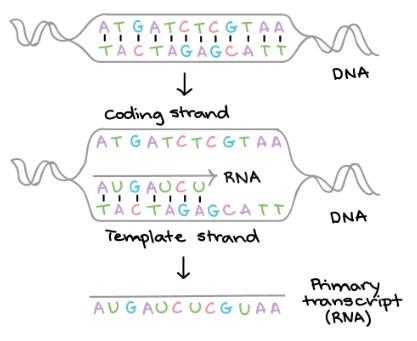 ATGATCTCGTAA
TACTAGAGCATT
DNA
Coding strand
ATGATCTCGTAA
RNA
AUGAUCU
TACTAGAGCATT
DNA
Template strand
AUGAUCUCGUAA
Primary
transcript
(RNA)